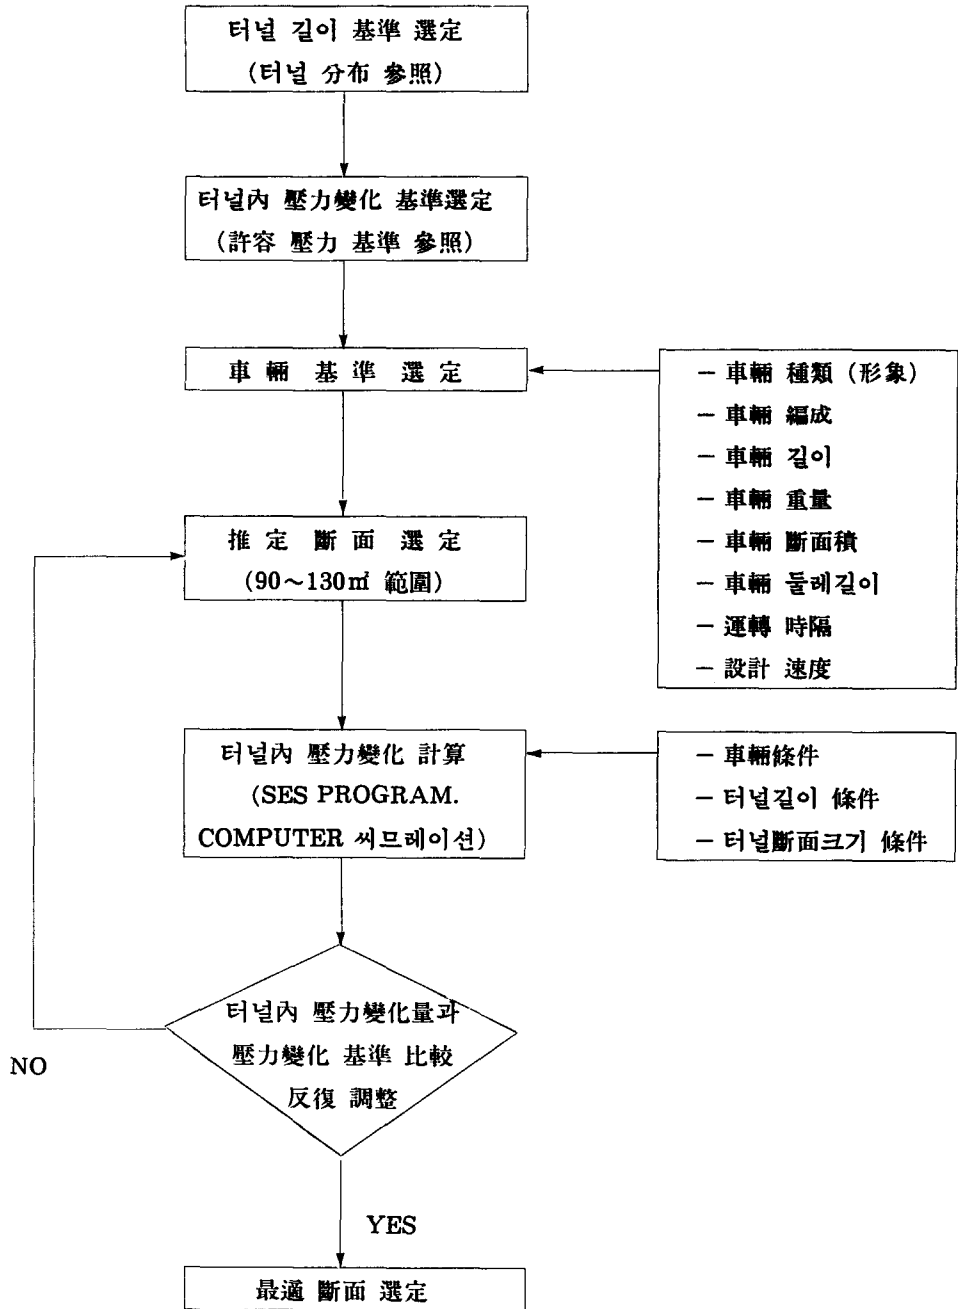 터널 길이 基準 選定
(터널 分布 參照)
터널內 壓力變化 基準選定
(許容 壓力 基準 參照)
車輛 基準 選定
- 車輛 種類 (形象)
- 車輛 編成
- 車輛 길이
- 車輛 重量
- 車輛 斷面積
- 車輛 둘레길이
- 運轉 時隔
- 設計 速度
推定 斷面 選定
(90~130㎡ 範圍)
터널內 壓力變化 計算
(SES PROGRAM.
COMPUTER 씨므레이션)
- 車輛條件
- 터널길이 條件
- 터널斷面크기 條件
터널內 壓力變化量과
壓力變化 基準 比較
反復 調整
NO
YES
最適 斷面 選定